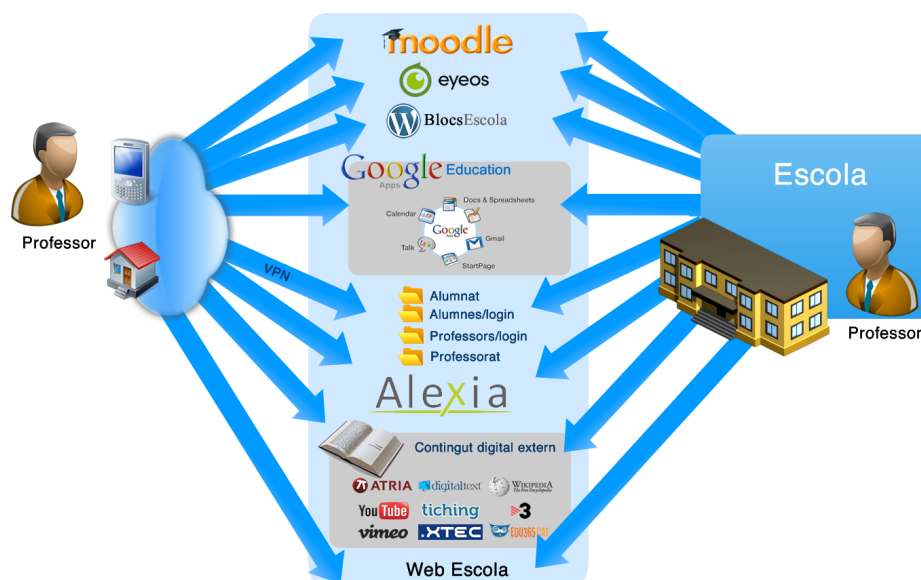 moodle
eyeos
BlocsEscola
Google Education
Apps
Docs & Spreadsheets
Calendar
Google
Gmail
Talk
StartPage
Escola
Professor
VPN
Professor
Alumnat
Alumnes/login
Professors/login
Professorat
Alexia
Contingut digital extern
ATRIA digitaltext WIKIPEDIA
The Free Encyclopedia
YouTube tiching 3
vimeo .XTEC EDU365.CAT
Web Escola